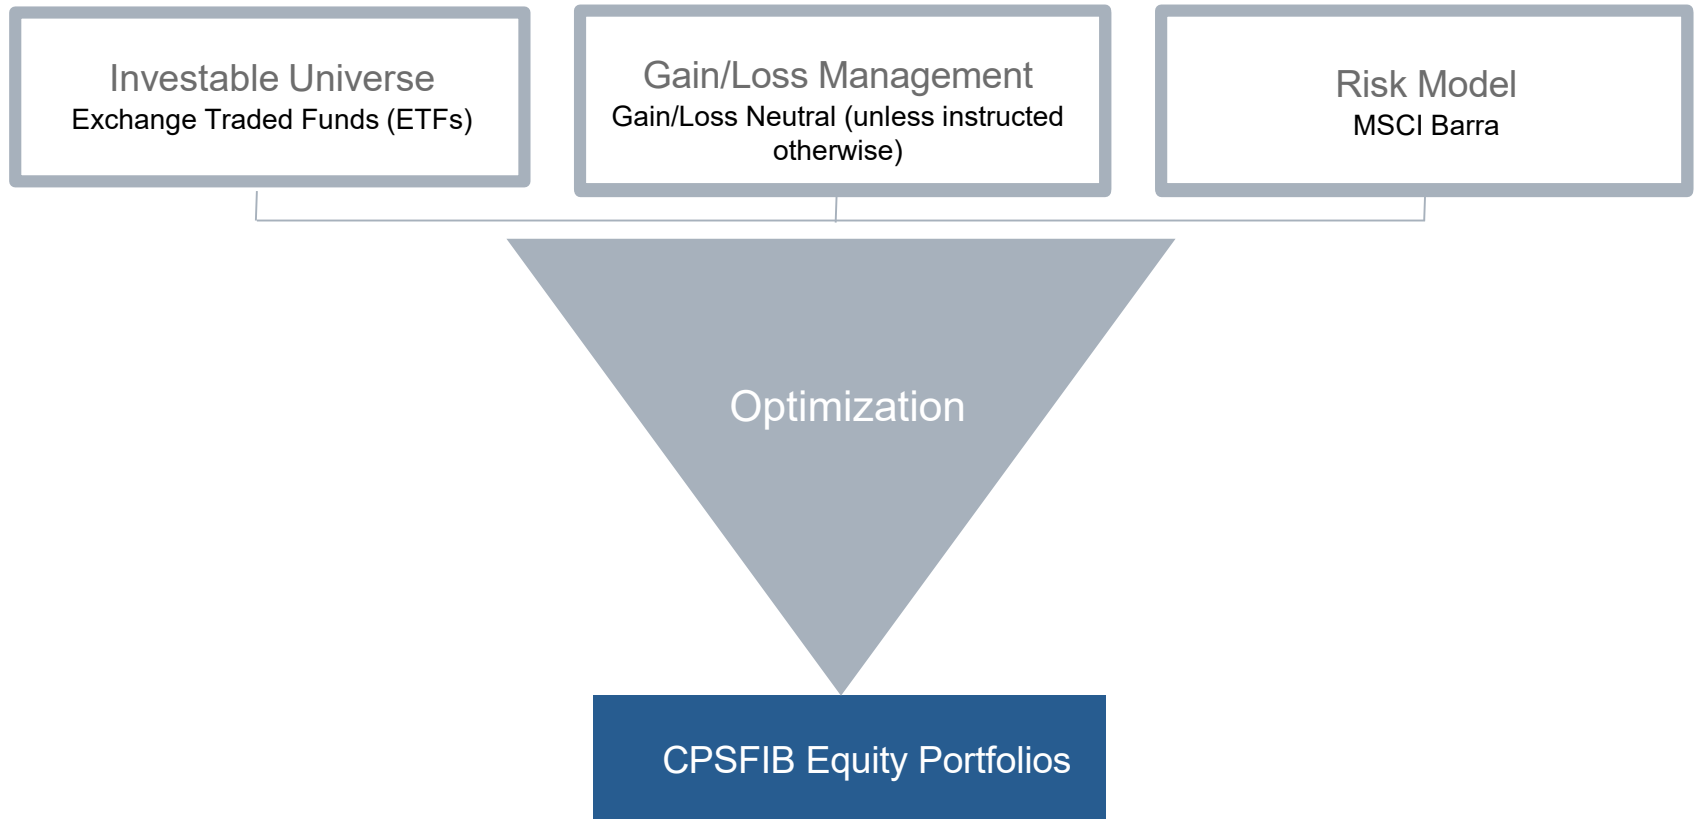 Investable Universe
Exchange Traded Funds (ETFs)
Gain/Loss Management
Gain/Loss Neutral (unless instructed
otherwise)
Risk Model
MSCI Barra
Optimization
CPSFIB Equity Portfolios